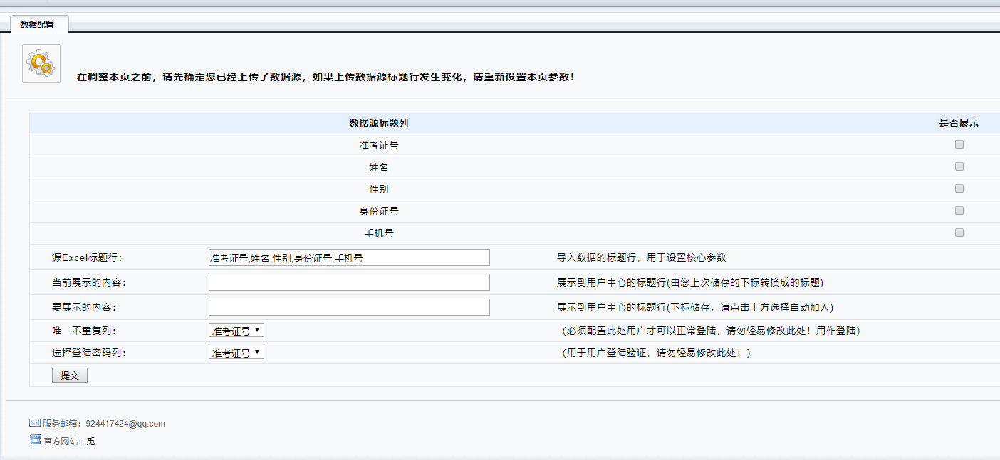 数据配置
在调整本页之前，请先确定您已经上传了数据源，如果上传数据源标题行发生变化，请重新设置本页参数！
数据源标题列 是否展示
准考证号
姓名
性别
身份证号
手机号
源Excel标题行： 准考证号,姓名,性别,身份证号,手机号 导入数据的标题行，用于设置核心参数
当前展示的内容： 展示到用户中心的标题行(由您上次储存的下标转换成的标题)
要展示的内容： 展示到用户中心的标题行(下标储存，请点击上方选择自动加入)
唯一不重复列： 准考证号 （必须配置此处用户才可以正常登陆，请勿轻易修改此处！用作登陆）
选择登陆密码列： 准考证号 （用于用户登陆验证，请勿轻易修改此处！）
提交
服务邮箱：924417424@qq.com
官方网站：觅